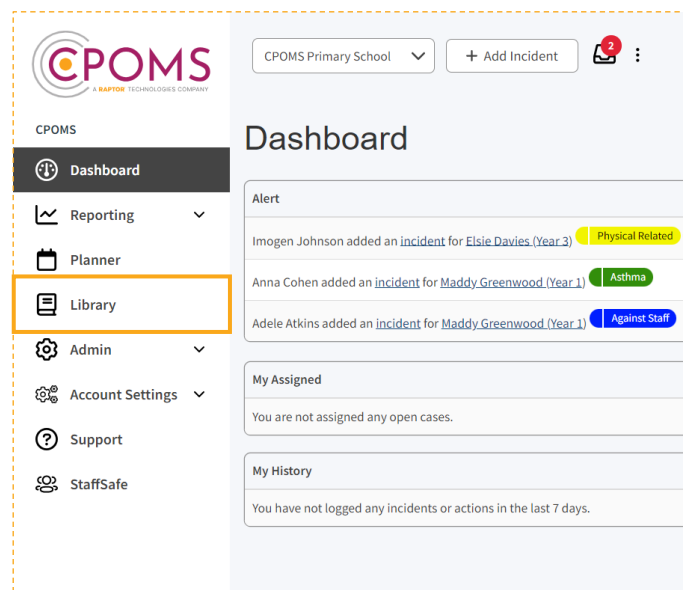 CPOMS
A RAPTOR TECHNOLOGIES COMPANY
CPOMS Primary School
+ Add Incident
2
CPOMS
Dashboard
Reporting
Planner
Library
Admin
Account Settings
Support
StaffSafe
Dashboard
Alert
Imogen Johnson added an incident for Elsie Davies (Year 3) Physical Related
Anna Cohen added an incident for Maddy Greenwood (Year 1) Asthma
Adele Atkins added an incident for Maddy Greenwood (Year 1) Against Staff
My Assigned
You are not assigned any open cases.
My History
You have not logged any incidents or actions in the last 7 days.